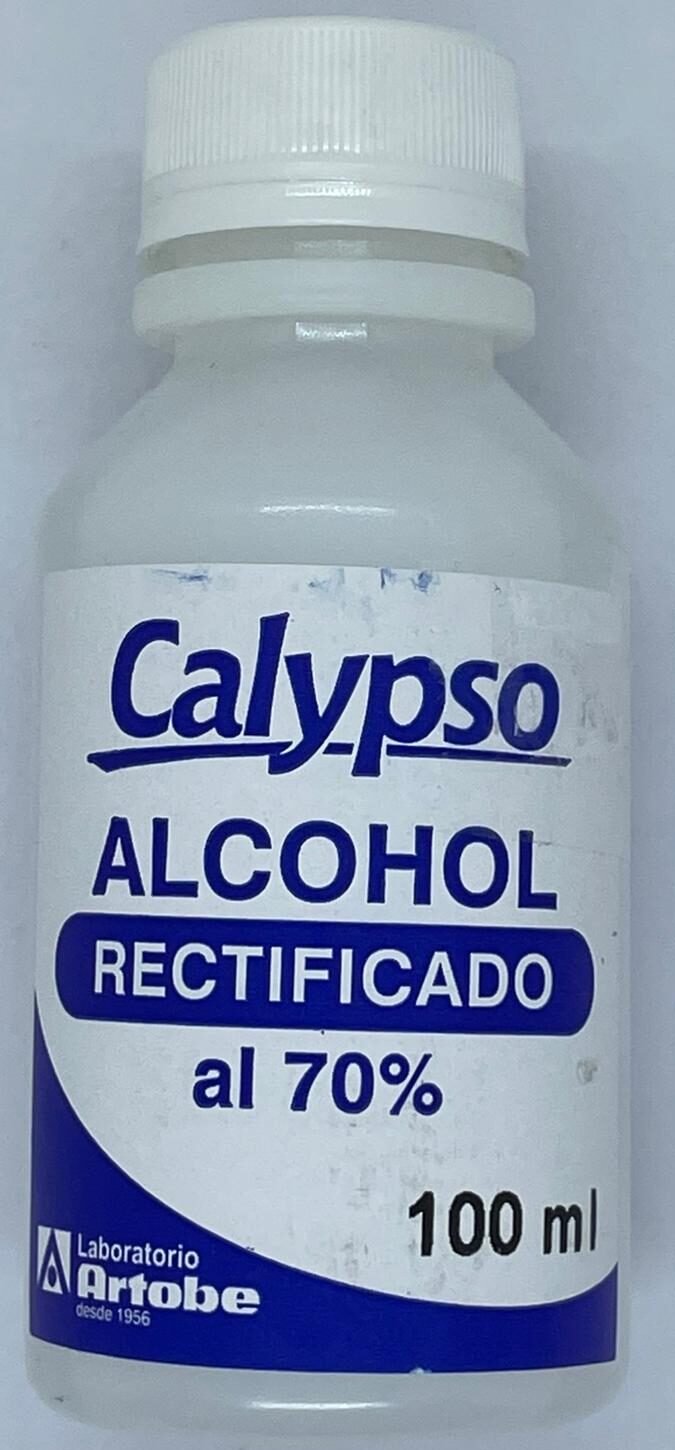 Calypso
ALCOHOL
RECTIFICADO
al 70%
100 ml
Laboratorio
Artobe
desde 1956